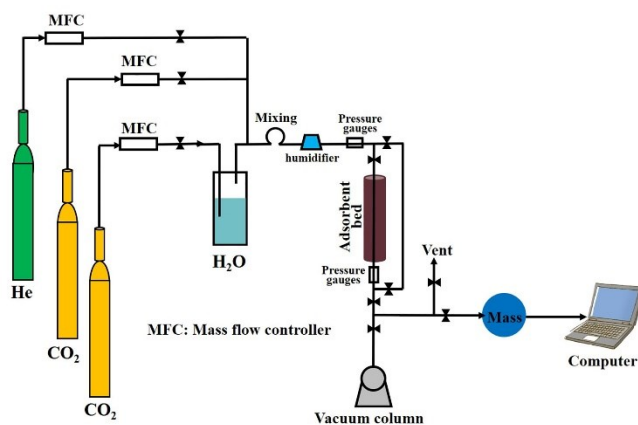 MFC
MFC
MFC
Mixing
Pressure
gauges
humidifier
Adsorbent
bed
H₂O
Pressure
gauges
Vent
He
CO₂
CO₂
MFC: Mass flow controller
Mass
Computer
Vacuum column